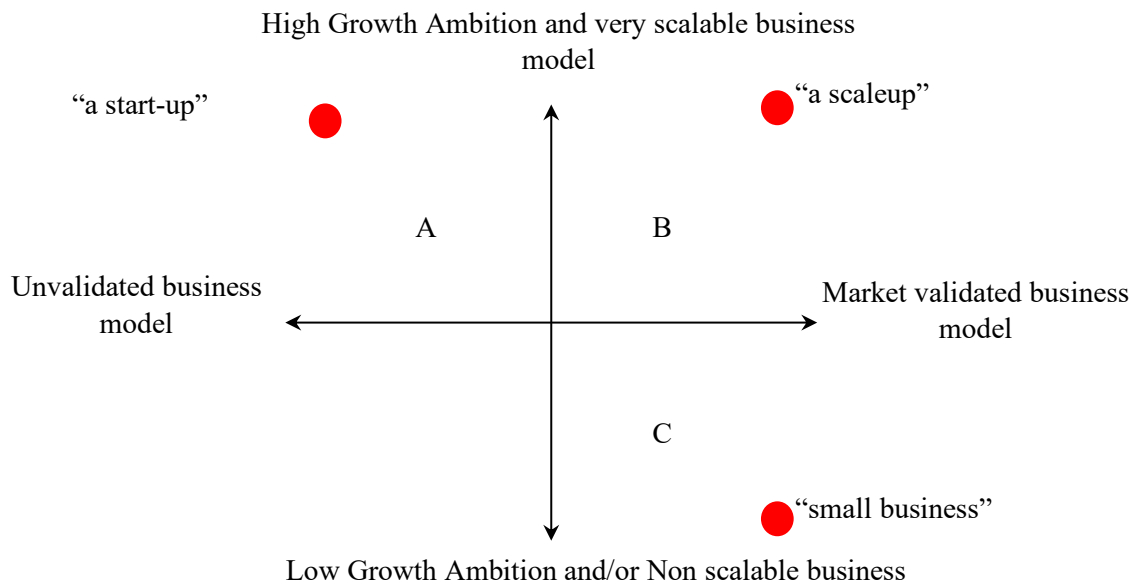 High Growth Ambition and very scalable business
model
“a start-up”
“a scaleup”
A
B
Unvalidated business
model
Market validated business
model
C
“small business”
Low Growth Ambition and/or Non scalable business